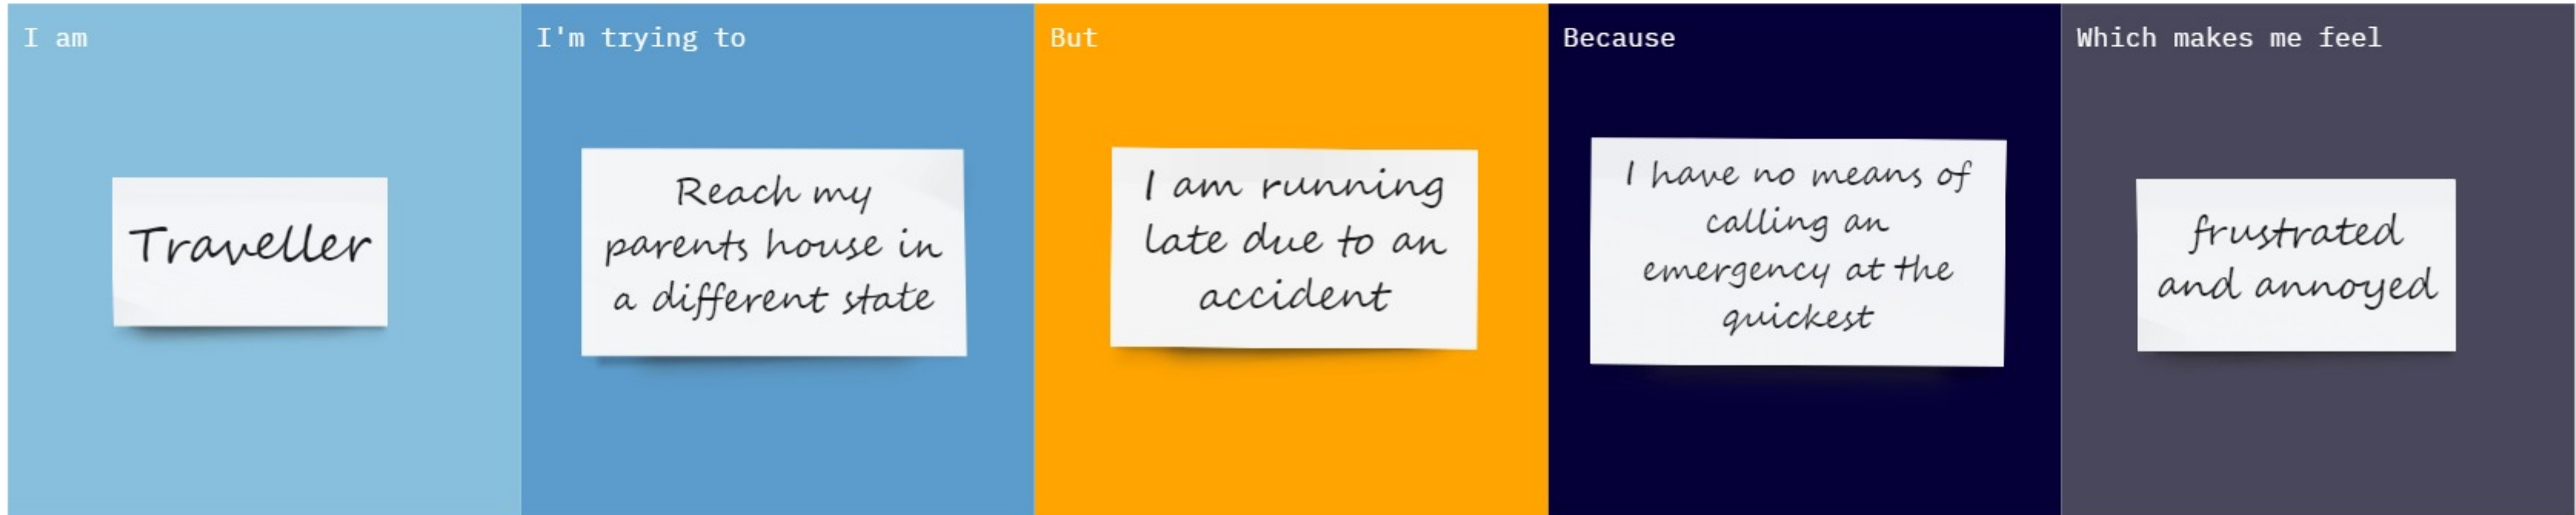 I am
Traveller
I'm trying to
Reach my
parents house in
a different state
But
I am running
late due to an
accident
Because
I have no means of
calling an
emergency at the
quickest
Which makes me feel
frustrated
and annoyed